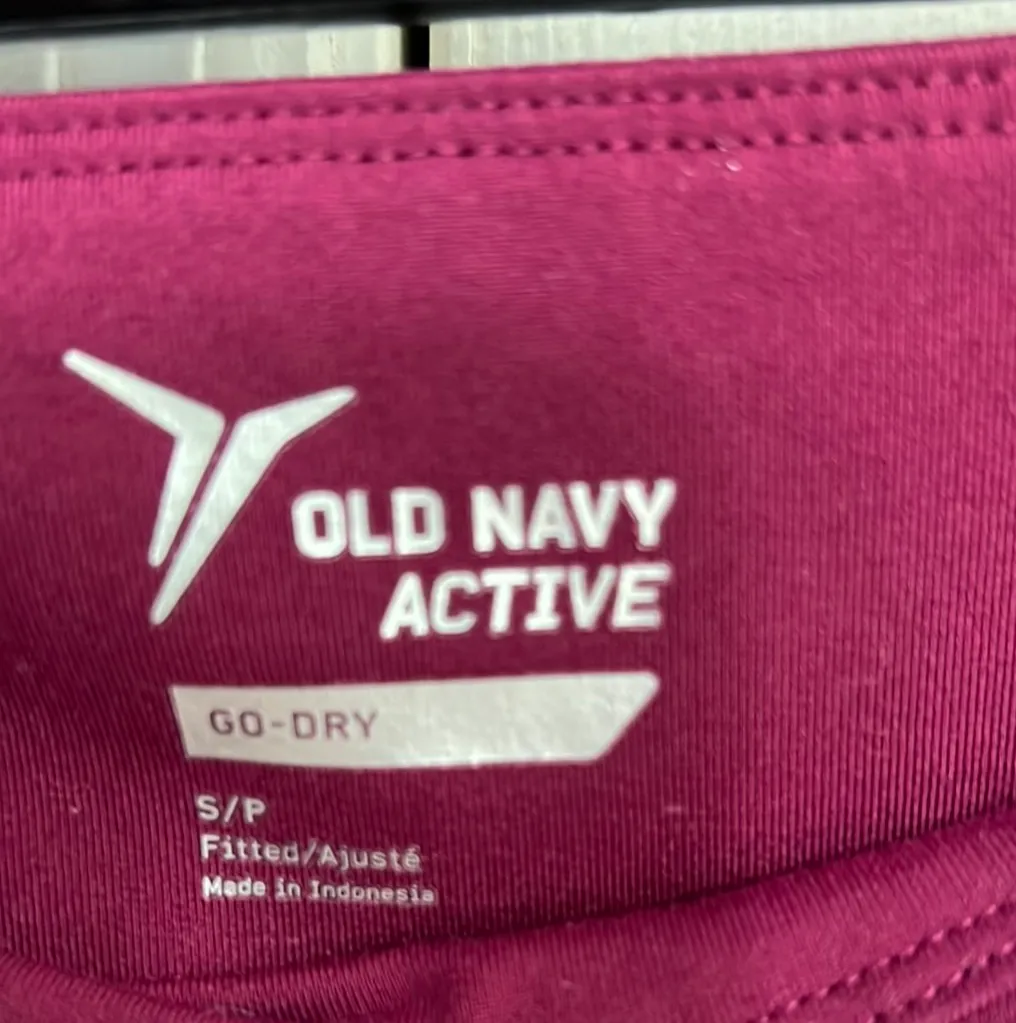 OLD NAVY
ACTIVE
GO-DRY
S/P
Fitted/Ajusté
Made in Indonesia